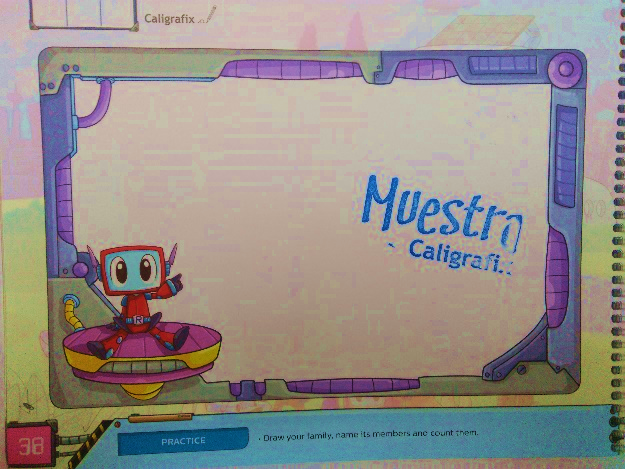 Caligrafix
Muestra
Caligrafix
R
38
PRACTICE
• Draw your family, name its members and count them.